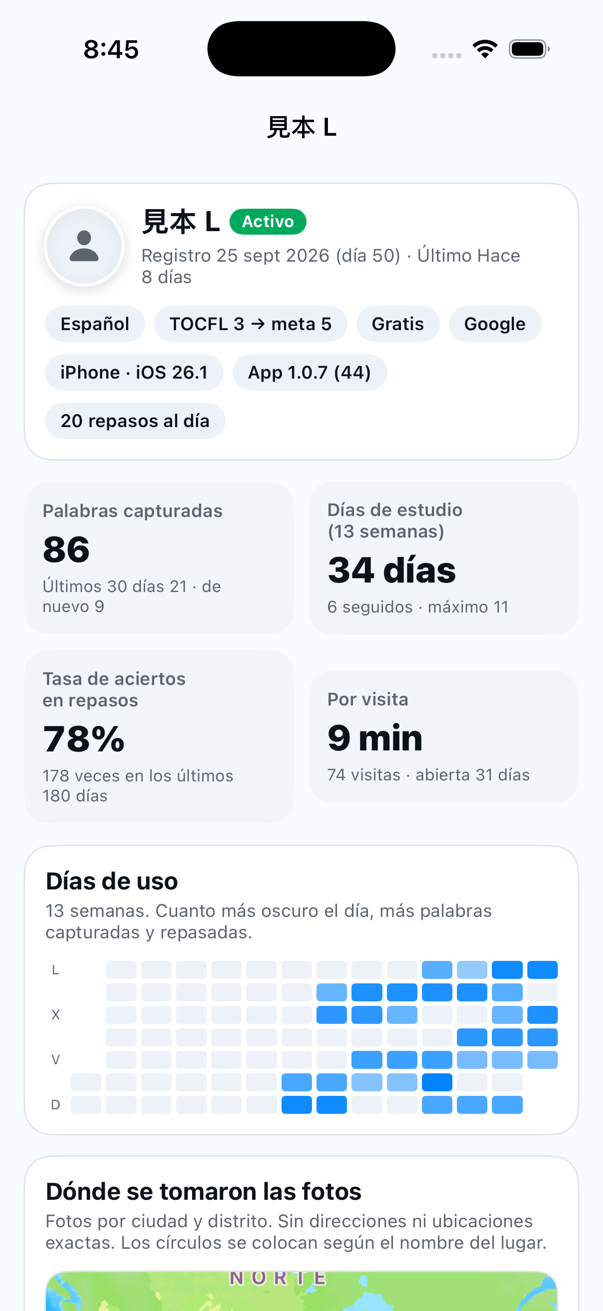 8:45
見本 L
見本 L Activo
Registro 25 sept 2026 (día 50) · Último Hace
8 días
Español TOCFL 3 → meta 5 Gratis Google
iPhone · iOS 26.1 App 1.0.7 (44)
20 repasos al día
Palabras capturadas
86
Últimos 30 días 21 · de
nuevo 9
Días de estudio
(13 semanas)
34 días
6 seguidos · máximo 11
Tasa de aciertos
en repasos
78%
178 veces en los últimos
180 días
Por visita
9 min
74 visitas · abierta 31 días
Días de uso
13 semanas. Cuanto más oscuro el día, más palabras
capturadas y repasadas.
L
X
V
D
Dónde se tomaron las fotos
Fotos por ciudad y distrito. Sin direcciones ni ubicaciones
exactas. Los círculos se colocan según el nombre del lugar.
NORTE